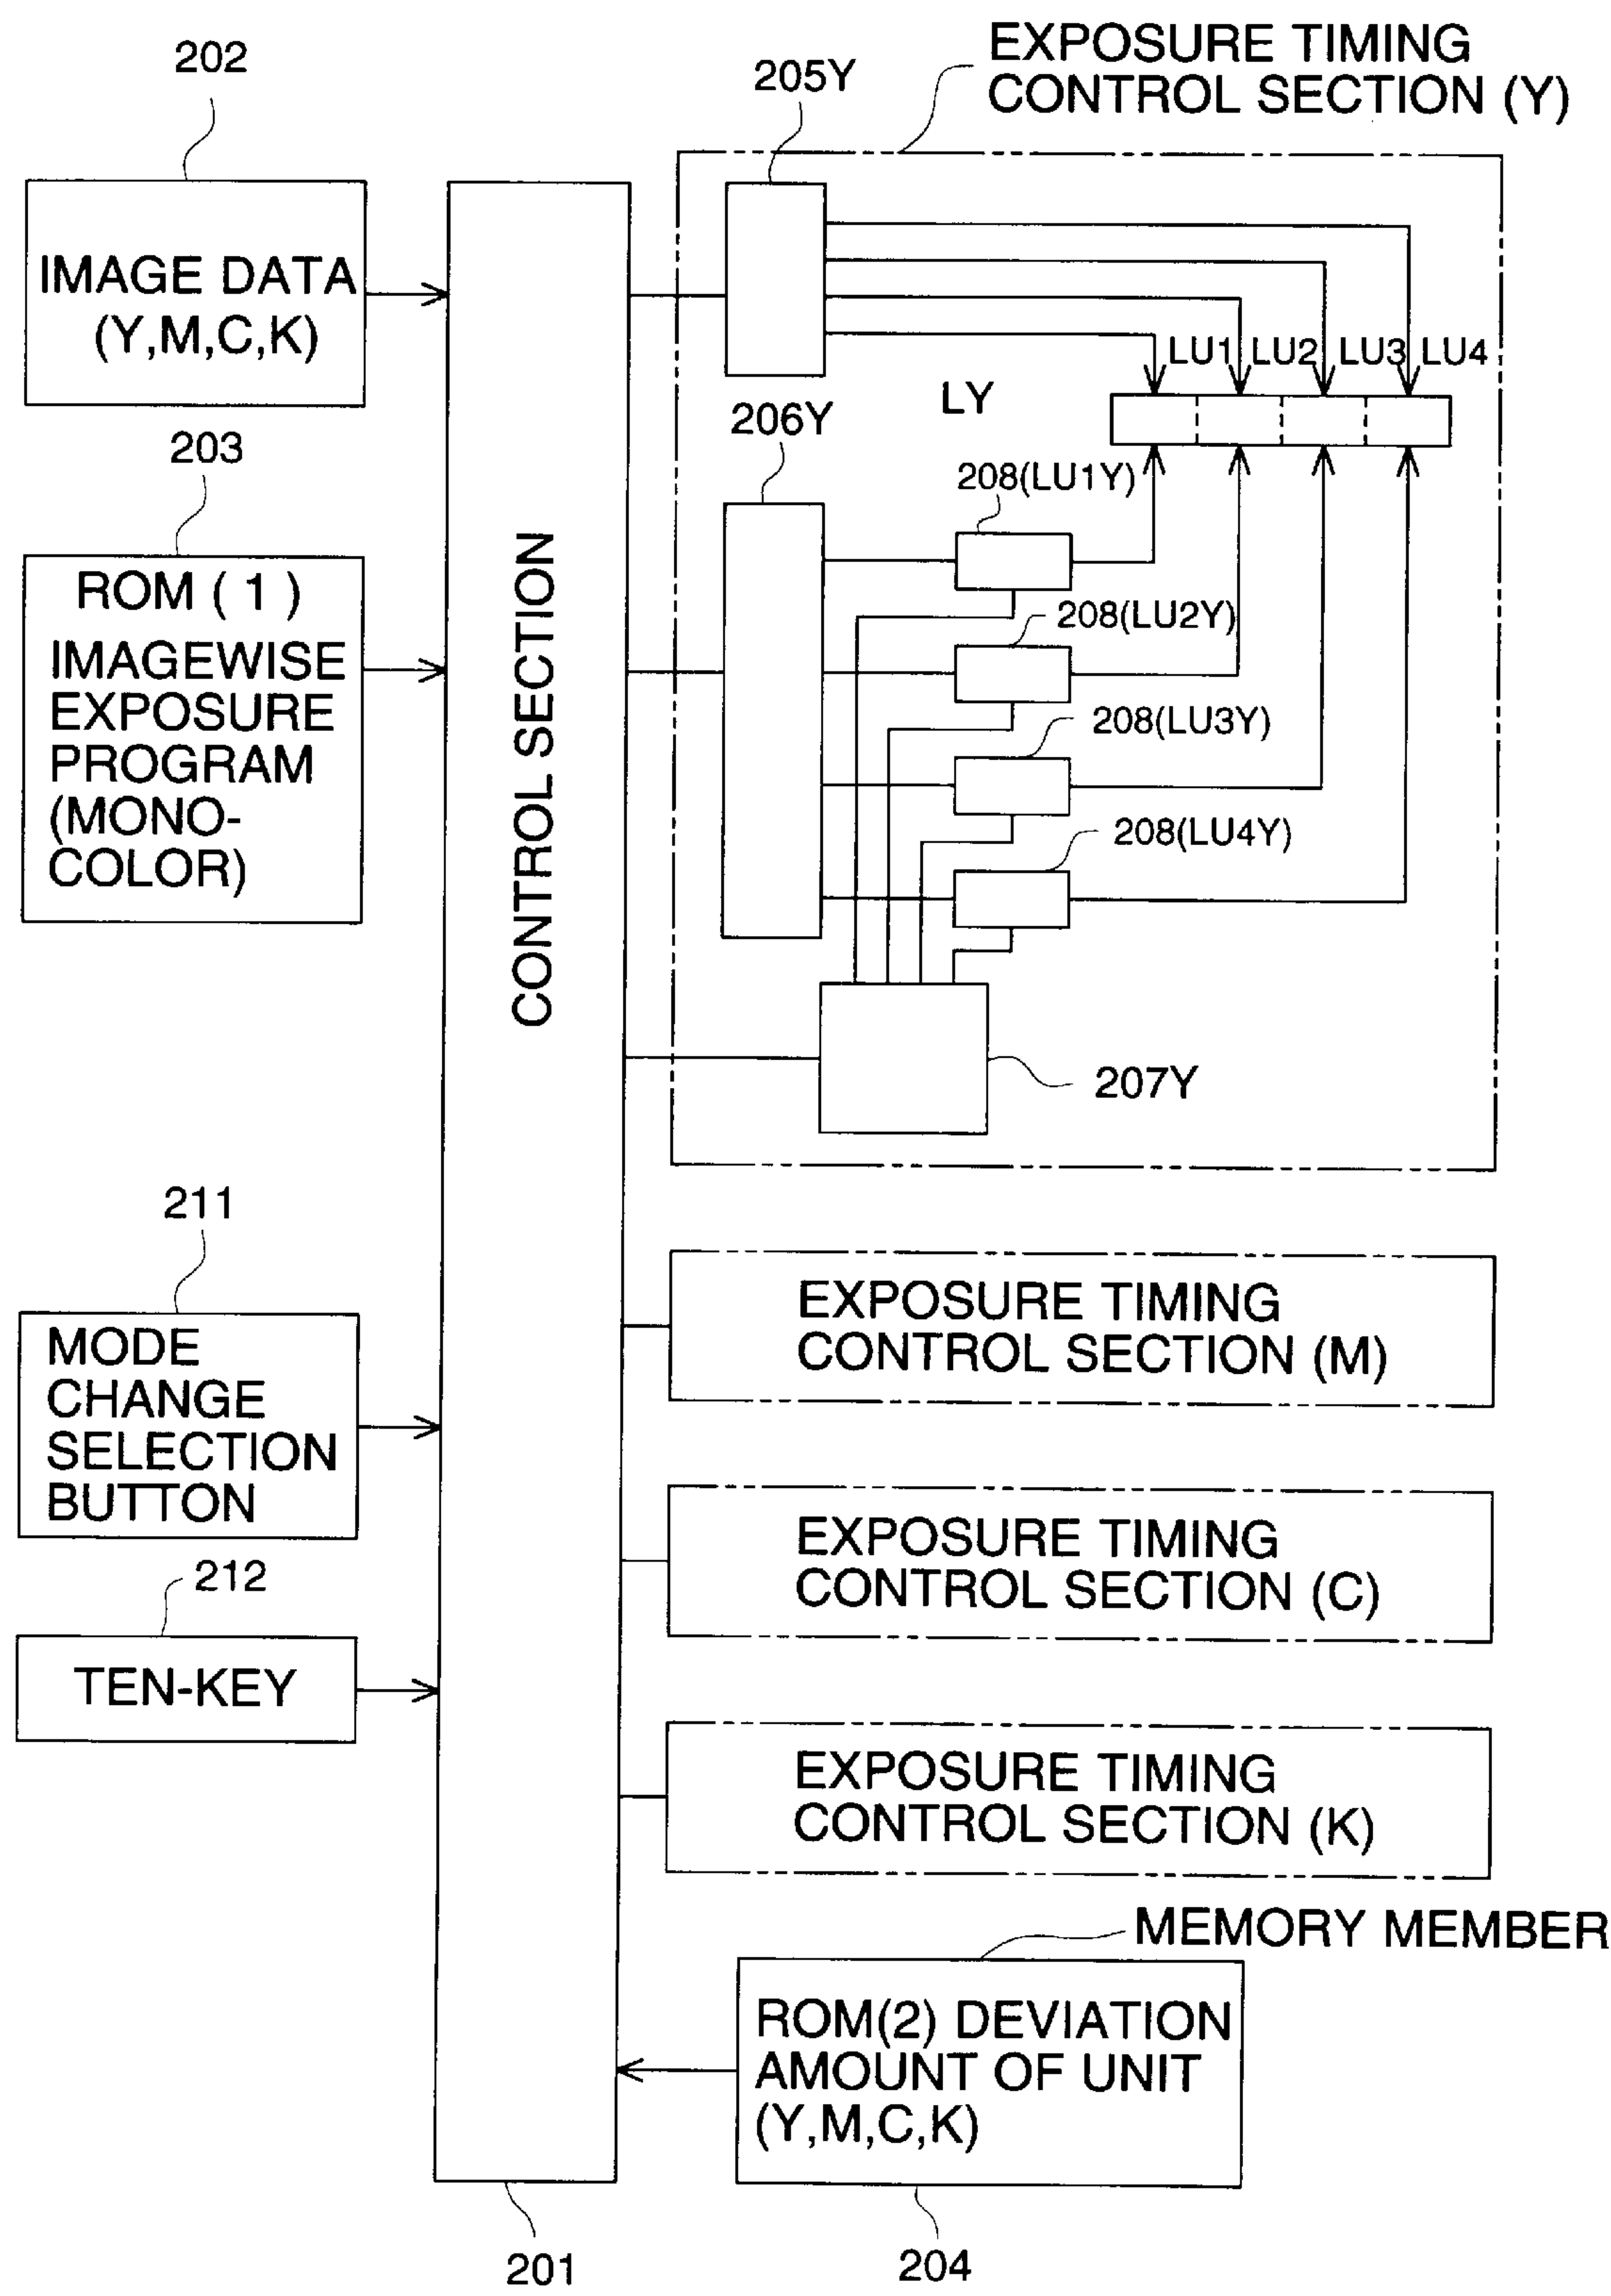 EXPOSURE TIMING
CONTROL SECTION (Y)
202
205Y
IMAGE DATA
(Y,M,C,K)
LU1
LU2
LU3
LU4
LY
206Y
203
208(LU1Y)
ROM ( 1 )
IMAGEWISE
EXPOSURE
PROGRAM
(MONO-
COLOR)
CONTROL SECTION
208(LU2Y)
208(LU3Y)
208(LU4Y)
207Y
211
MODE
CHANGE
SELECTION
BUTTON
EXPOSURE TIMING
CONTROL SECTION (M)
EXPOSURE TIMING
CONTROL SECTION (C)
212
TEN-KEY
EXPOSURE TIMING
CONTROL SECTION (K)
MEMORY MEMBER
ROM(2) DEVIATION
AMOUNT OF UNIT
(Y,M,C,K)
201
204